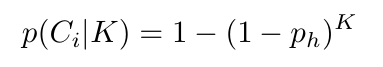 p(C_i|K) = 1 − (1 − p_h)^K